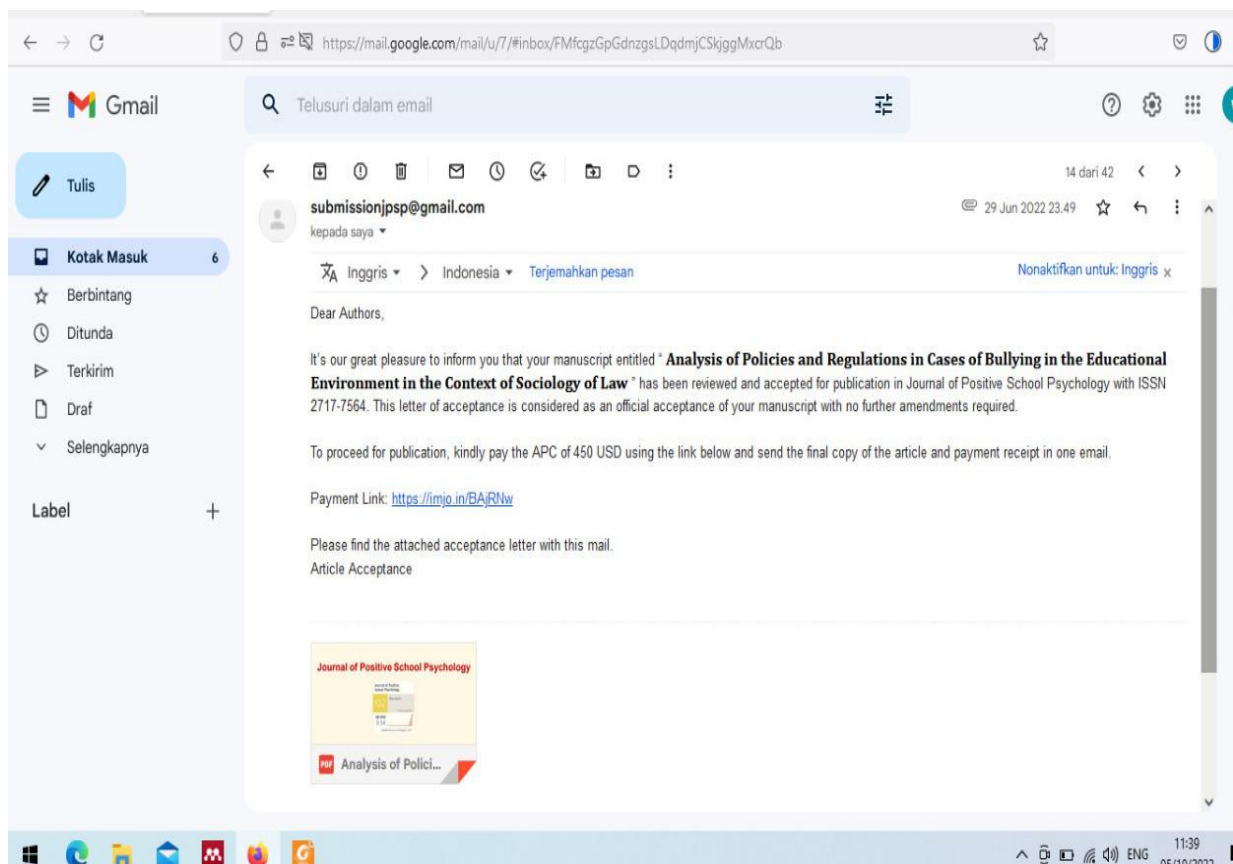 https://mail.google.com/mail/u/7/#inbox/FMfcgzGpGdnzgsLDqdmjCSkjggMxcrQb
Gmail
Telusuri dalam email
Tulis
14 dari 42
submissionjpsp@gmail.com
29 Jun 2022 23.49
kepada saya
Kotak Masuk 6
Inggris > Indonesia Terjemahkan pesan
Nonaktifkan untuk: Inggris x
Berbintang
Ditunda
Terkirim
Draf
Selengkapnya
Label +
Dear Authors,
It's our great pleasure to inform you that your manuscript entitled “ Analysis of Policies and Regulations in Cases of Bullying in the Educational
Environment in the Context of Sociology of Law ” has been reviewed and accepted for publication in Journal of Positive School Psychology with ISSN
2717-7564. This letter of acceptance is considered as an official acceptance of your manuscript with no further amendments required.
To proceed for publication, kindly pay the APC of 450 USD using the link below and send the final copy of the article and payment receipt in one email.
Payment Link: https://imjo.in/BAjRNw
Please find the attached acceptance letter with this mail.
Article Acceptance
Journal of Positive School Psychology
PDF Analysis of Polici...
ENG
11:39
05/10/2022